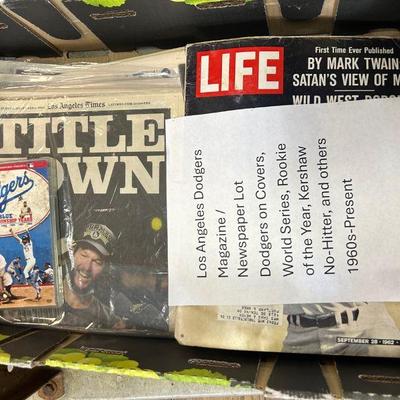 Los Angeles Times
TITLE
TOWN
Dodgers
BLUE
LIFE
First Time Ever Published
BY MARK TWAIN
SATAN'S VIEW OF M
WILD WEST
Los Angeles Dodgers
Magazine /
Newspaper Lot
Dodgers on Covers,
World Series, Rookie
of the Year, Kershaw
No-Hitter, and others
1960s-Present
SEPTEMBER 28 · 1962